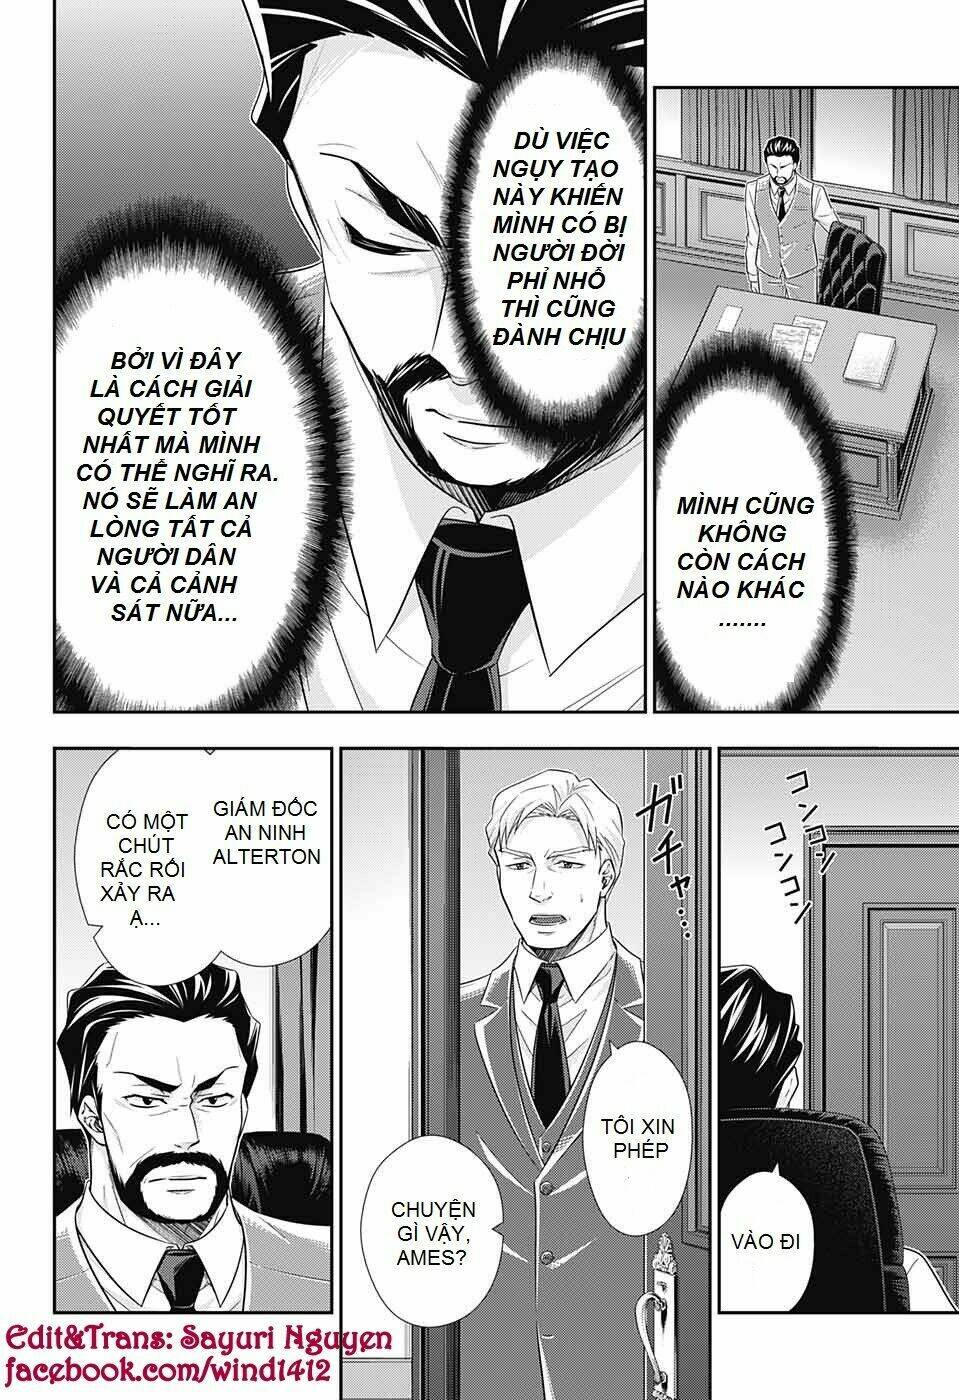 MÌNH CŨNG
KHÔNG
CÒN CÁCH
NÀO KHÁC
.......
DÙ VIỆC
NGỤY TẠO
NÀY KHIẾN
MÌNH CÓ BỊ
NGƯỜI ĐỜI
PHỈ NHỔ
THÌ CŨNG
ĐÀNH CHỊU
BỞI VÌ ĐÂY
LÀ CÁCH GIẢI
QUYẾT TỐT
NHẤT MÀ MÌNH
CÓ THỂ NGHĨ RA.
NÓ SẼ LÀM AN
LÒNG TẤT CẢ
NGƯỜI DÂN
VÀ CẢ CẢNH
SÁT NỮA...
コンコン
コンコン
VÀO ĐI
ガチャ...
TÔI XIN
PHÉP
CHUYỆN
GÌ VẬY,
AMES?
GIÁM ĐỐC
AN NINH
ALTERTON
CÓ MỘT
CHÚT
RẮC RỐI
XẢY RA
Ạ...
Edit&Trans: Sayuri Nguyen
facebook.com/wind1412